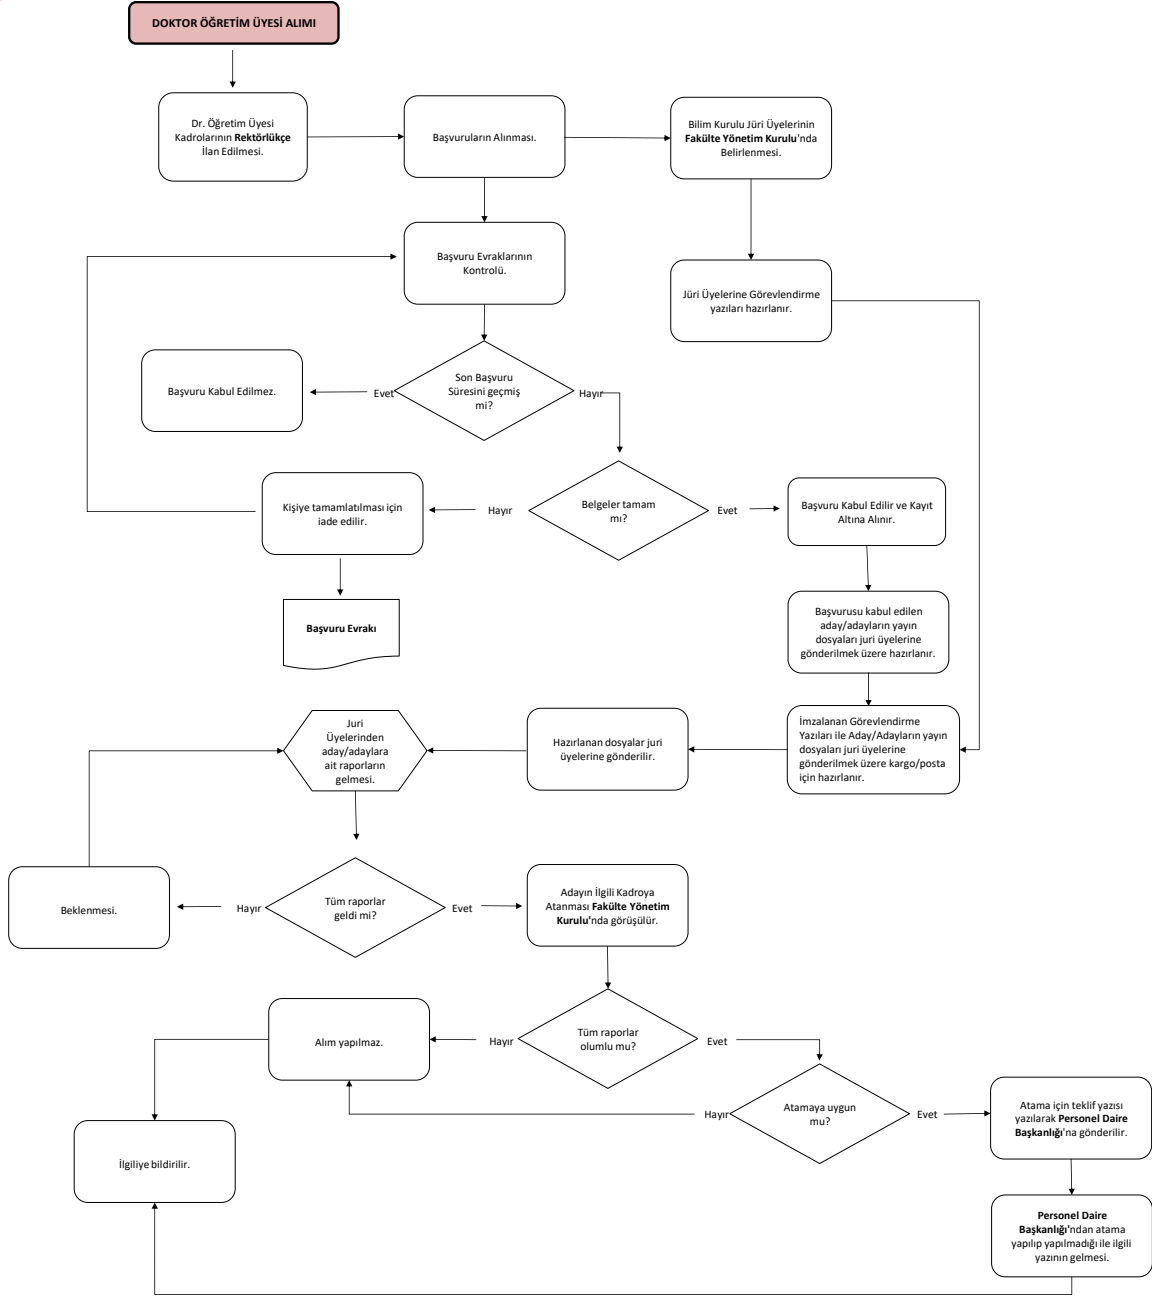 DOKTOR ÖĞRETİM ÜYESİ ALIMI
Dr. Öğretim Üyesi
Kadrolarının Rektörlükçe
İlan Edilmesi.
Başvuruların Alınması.
Bilim Kurulu Jüri Üyelerinin
Fakülte Yönetim Kurulu'nda
Belirlenmesi.
Başvuru Evraklarının
Kontrolü.
Jüri Üyelerine Görevlendirme
yazıları hazırlanır.
Son Başvuru
Süresini geçmiş
mi?
Başvuru Kabul Edilmez.
Evet
Hayır
Belgeler tamam
mı?
Kişiye tamamlatılması için
iade edilir.
Hayır
Evet
Başvuru Kabul Edilir ve Kayıt
Altına Alınır.
Başvuru Evrakı
Başvurusu kabul edilen
aday/adayların yayın
dosyaları juri üyelerine
gönderilmek üzere hazırlanır.
İmzalanan Görevlendirme
Yazıları ile Aday/Adayların yayın
dosyaları juri üyelerine
gönderilmek üzere kargo/posta
için hazırlanır.
Hazırlanan dosyalar juri
üyelerine gönderilir.
Juri
Üyelerinden
aday/adaylara
ait raporların
gelmesi.
Tüm raporlar
geldi mi?
Beklenmesi.
Hayır
Evet
Adayın İlgili Kadroya
Atanması Fakülte Yönetim
Kurulu'nda görüşülür.
Tüm raporlar
olumlu mu?
Alım yapılmaz.
Hayır
Evet
Atamaya uygun
mu?
Hayır
Evet
Atama için teklif yazısı
yazılarak Personel Daire
Başkanlığı'na gönderilir.
İlgiliye bildirilir.
Personel Daire
Başkanlığı'ndan atama
yapılıp yapılmadığı ile ilgili
yazının gelmesi.